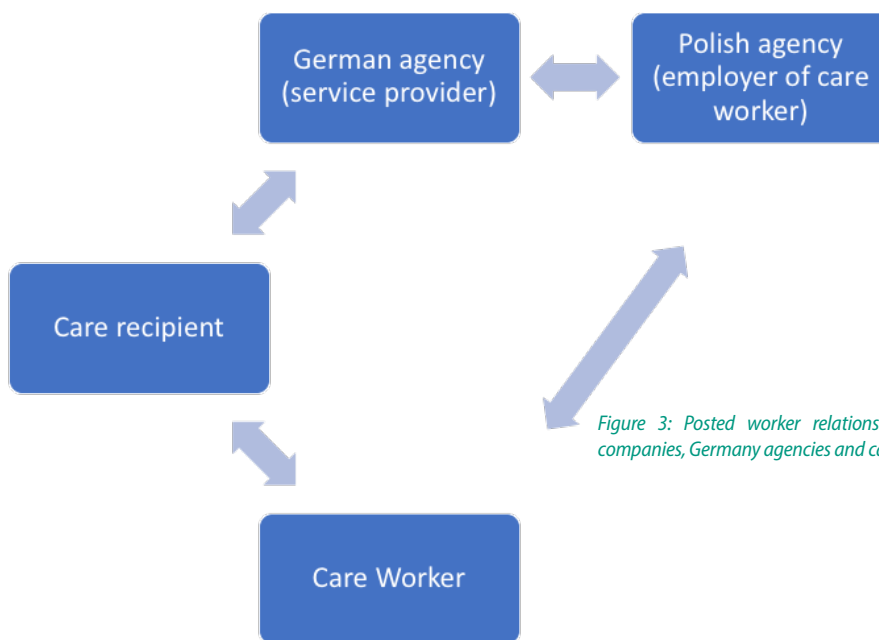 German agency
(service provider)
Polish agency
(employer of care
worker)
Care recipient
Figure 3: Posted worker relations
companies, Germany agencies and c
Care Worker